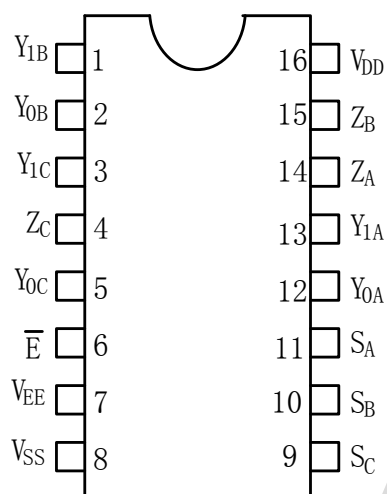 Y1B 1 16 VDD
Y0B 2 15 ZB
Y1C 3 14 ZA
ZC 4 13 Y1A
Y0C 5 12 Y0A
E̅ 6 11 SA
VEE 7 10 SB
VSS 8 9 SC